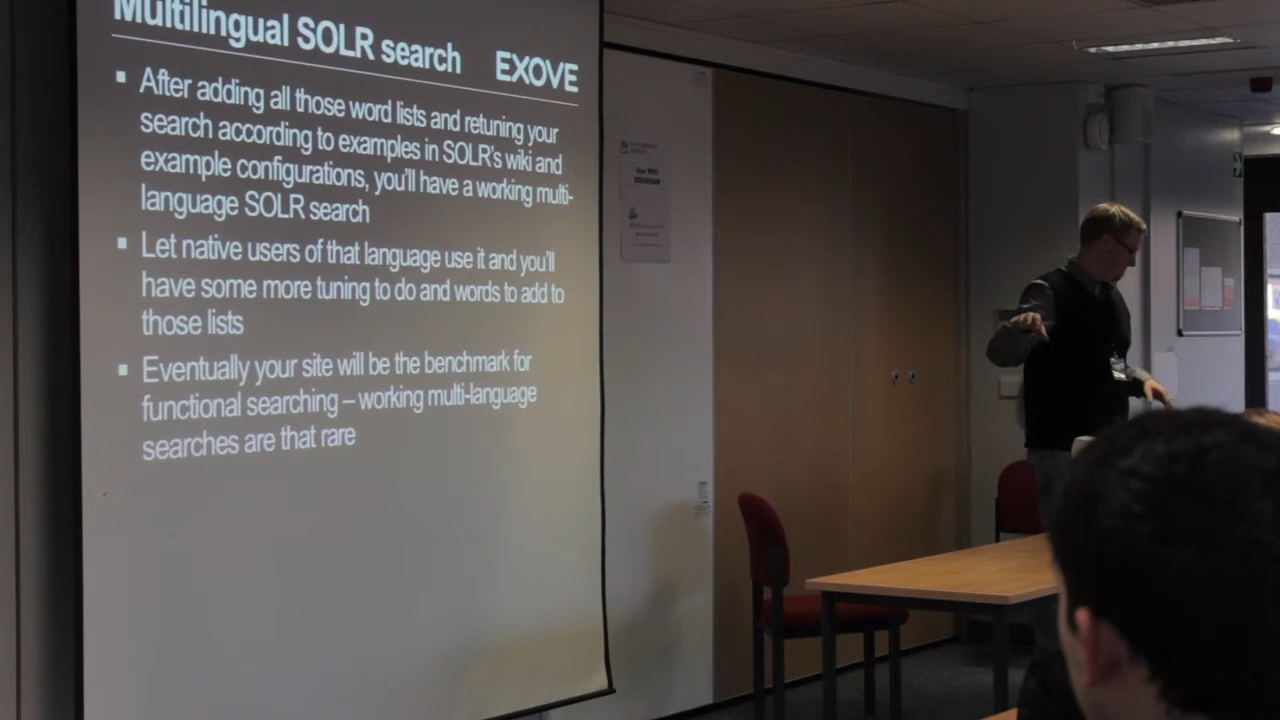 Multilingual SOLR search
EXOVE
▪ After adding all those word lists and retuning your
search according to examples in SOLR's wiki and
example configurations, you'll have a working multi-
language SOLR search
▪ Let native users of that language use it and you'll
have some more tuning to do and words to add to
those lists
▪ Eventually your site will be the benchmark for
functional searching – working multi-language
searches are that rare